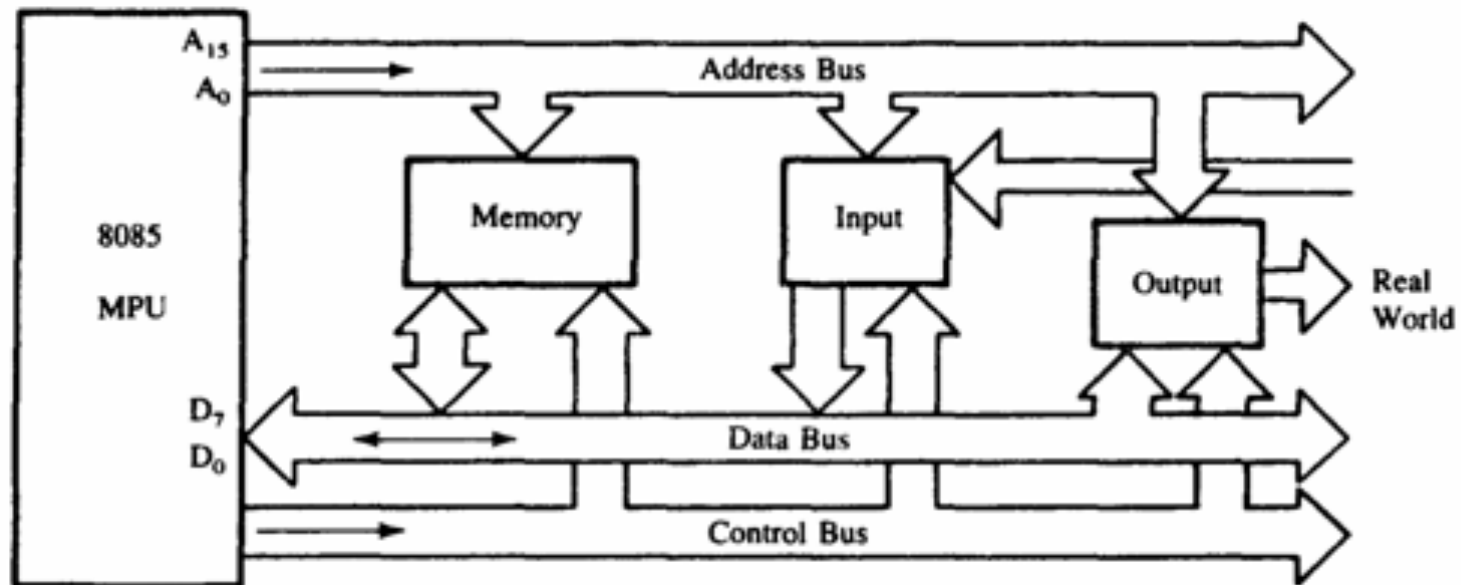 A₁₅
Address Bus
A₀
Memory
Input
8085
MPU
Output
Real
World
D₇
Data Bus
D₀
Control Bus